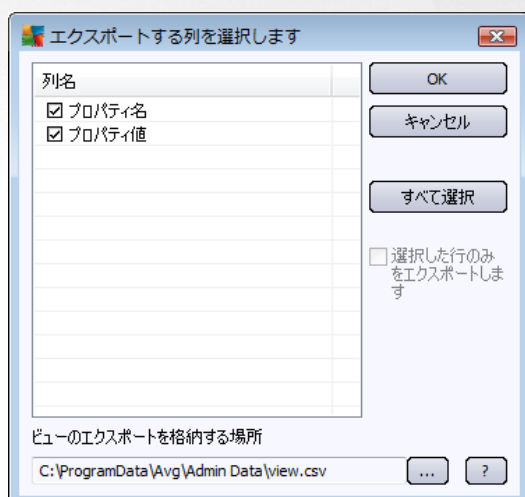 エクスポートする列を選択します
列名
プロパティ名
プロパティ値
OK
キャンセル
すべて選択
選択した行のみ
をエクスポートしま
す
ビューのエクスポートを格納する場所
C:\ProgramData\Avg\Admin Data\view.csv
...
?